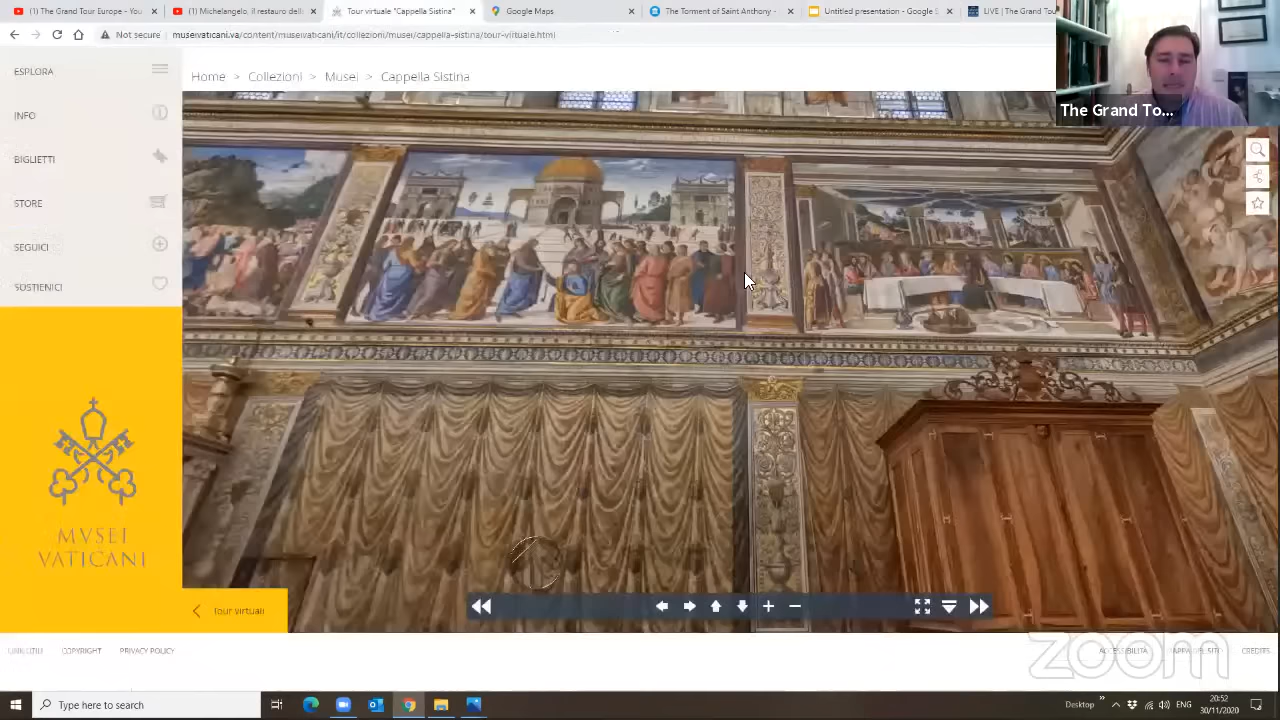 (1) The Grand Tour Europe - You
(1) Michelangelo, il restauro dell
Tour virtuale "Cappella Sistina"
Google Maps
The Torment of Saint Anthony -
Untitled presentation - Google S
LIVE | The Grand Tou
Not secure
museivaticani.va/content/museivaticani/it/collezioni/musei/cappella-sistina/tour-virtuale.html
ESPLORA
INFO
BIGLIETTI
STORE
SEGUICI
SOSTIENICI
Home > Collezioni > Musei > Cappella Sistina
The Grand To...
MVSEI
VATICANI
Tour virtuali
COPYRIGHT
PRIVACY POLICY
CREDITS
zoom
Type here to search
Desktop
ENG
20:52
30/11/2020